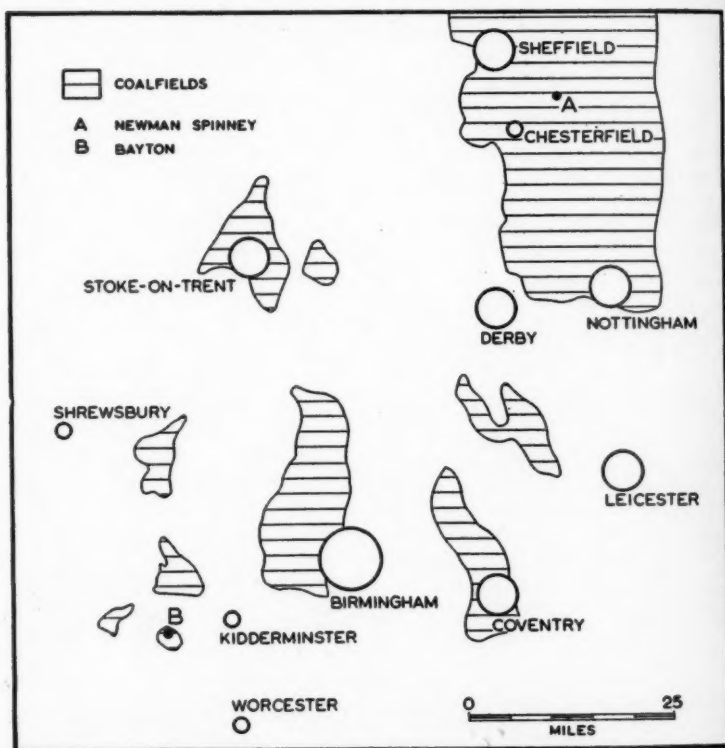 SHEFFIELD
COALFIELDS
A
A NEWMAN SPINNEY
CHESTERFIELD
B BAYTON
STOKE-ON-TRENT
DERBY
NOTTINGHAM
SHREWSBURY
LEICESTER
BIRMINGHAM
B
COVENTRY
KIDDERMINSTER
WORCESTER
0 25
MILES